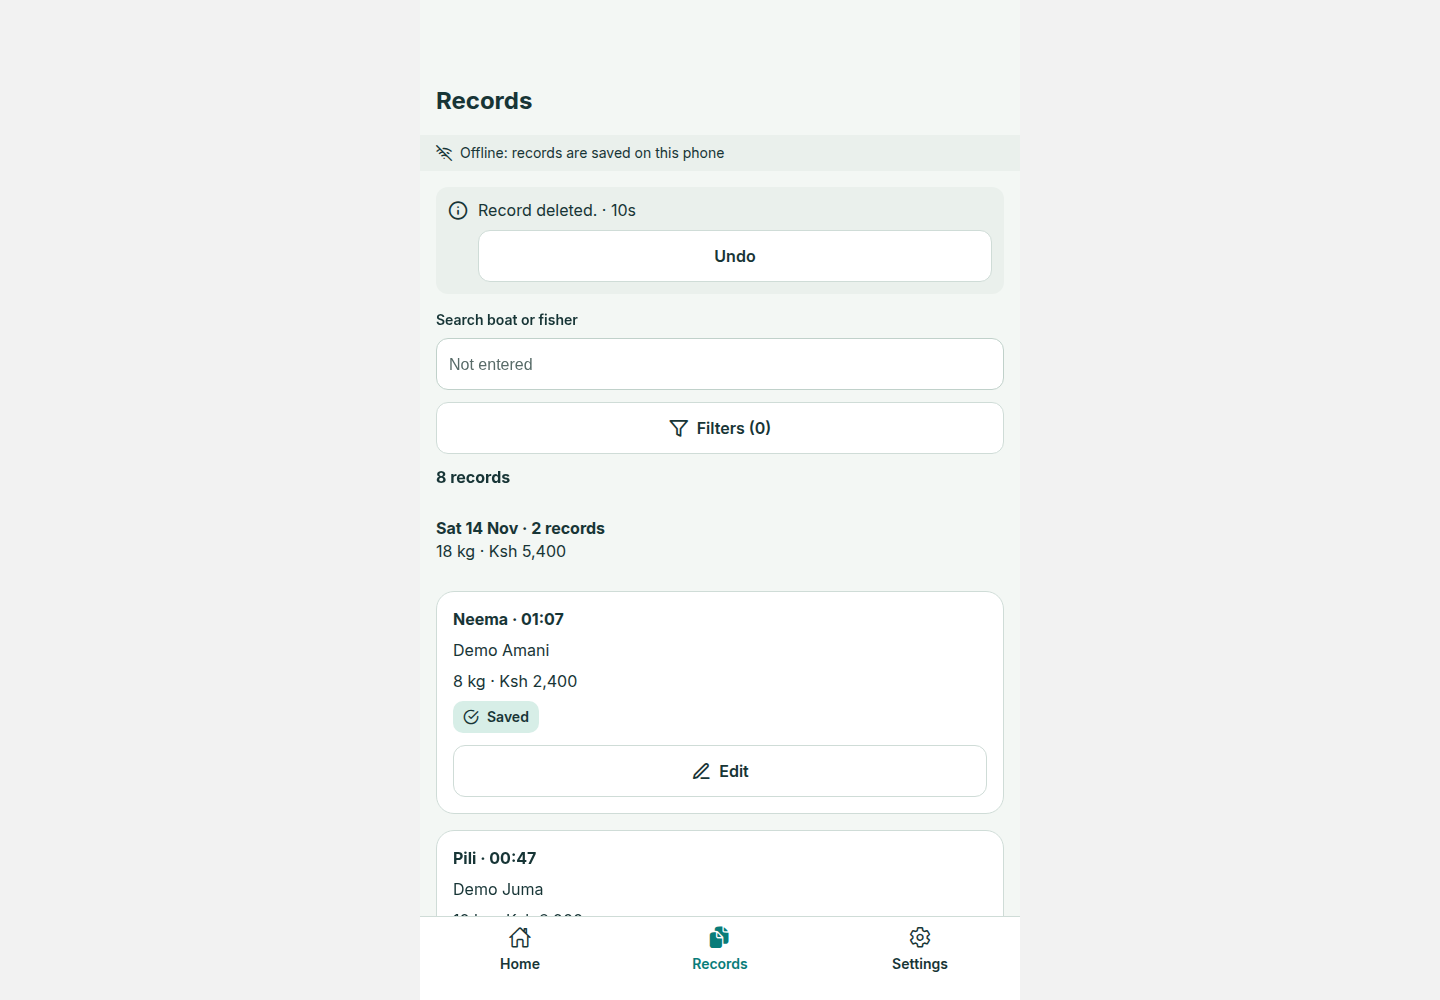 Records
Offline: records are saved on this phone
Record deleted. · 10s
Undo
Search boat or fisher
Not entered
Filters (0)
8 records
Sat 14 Nov · 2 records
18 kg · Ksh 5,400
Neema · 01:07
Demo Amani
8 kg · Ksh 2,400
Saved
Edit
Pili · 00:47
Demo Juma
Home
Records
Settings